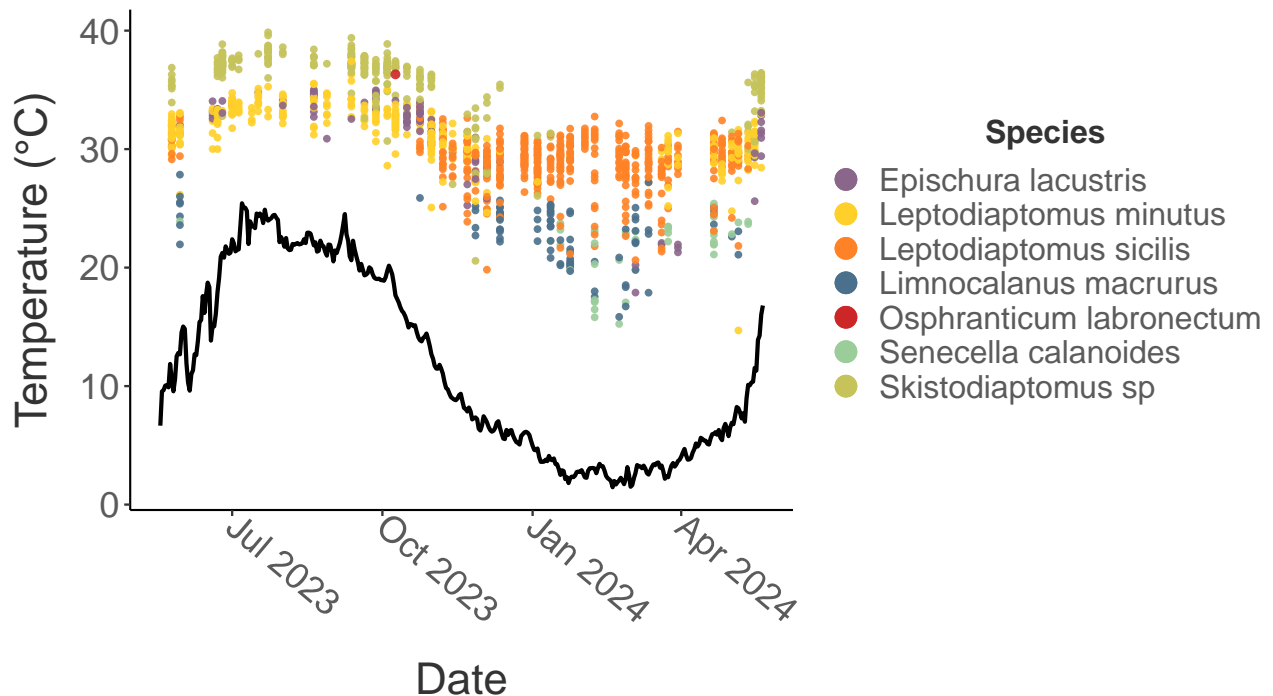 Temperature (°C)
40
30
20
10
0
Jul 2023
Oct 2023
Jan 2024
Apr 2024
Date
Species
Epischura lacustris
Leptodiaptomus minutus
Leptodiaptomus sicilis
Limnocalanus macrurus
Osphranticum labronectum
Senecella calanoides
Skistodiaptomus sp